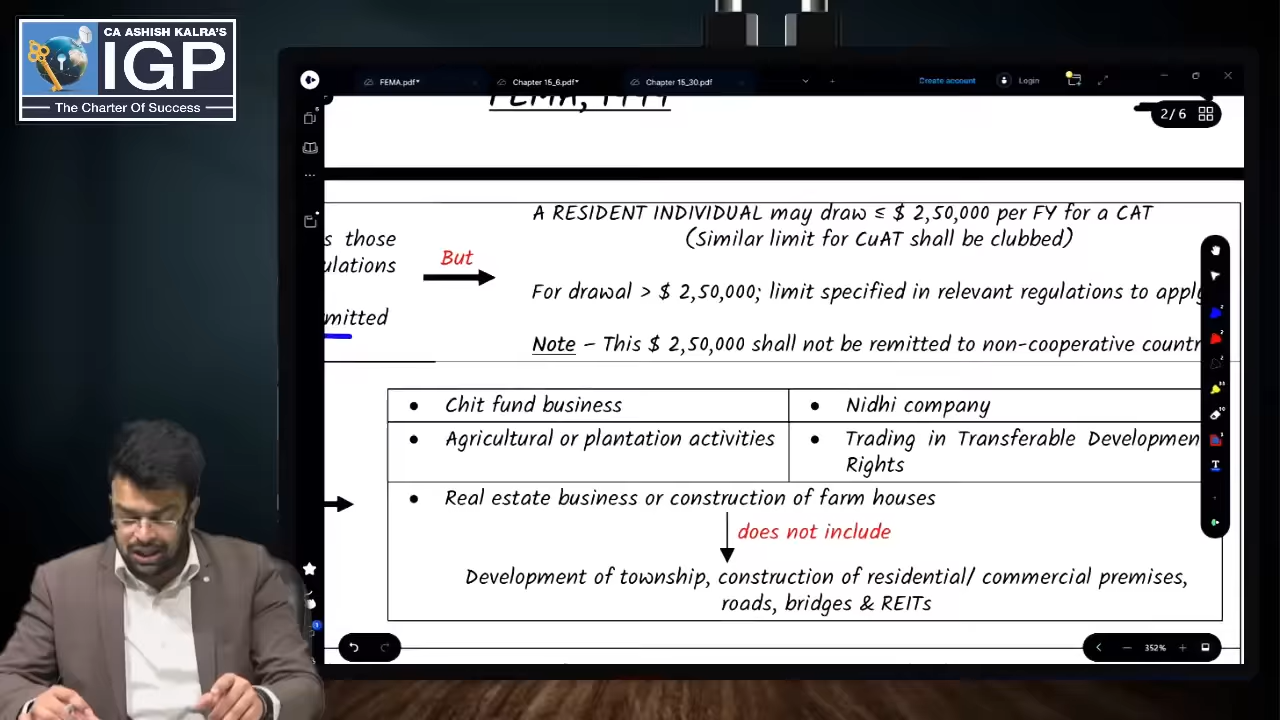 CA ASHISH KALRA'S
IGP
The Charter Of Success
FEMA.pdf*
Chapter 15_6.pdf*
Chapter 15_30.pdf
Create account
Login
2/6
s those
ulations
mitted
But
A RESIDENT INDIVIDUAL may draw ≤ $ 2,50,000 per FY for a CAT
(Similar limit for CuAT shall be clubbed)
For drawal > $ 2,50,000; limit specified in relevant regulations to apply
Note – This $ 2,50,000 shall not be remitted to non-cooperative countr
• Chit fund business
• Nidhi company
• Agricultural or plantation activities
• Trading in Transferable Developmen
Rights
• Real estate business or construction of farm houses
does not include
Development of township, construction of residential/ commercial premises,
roads, bridges & REITs
352%